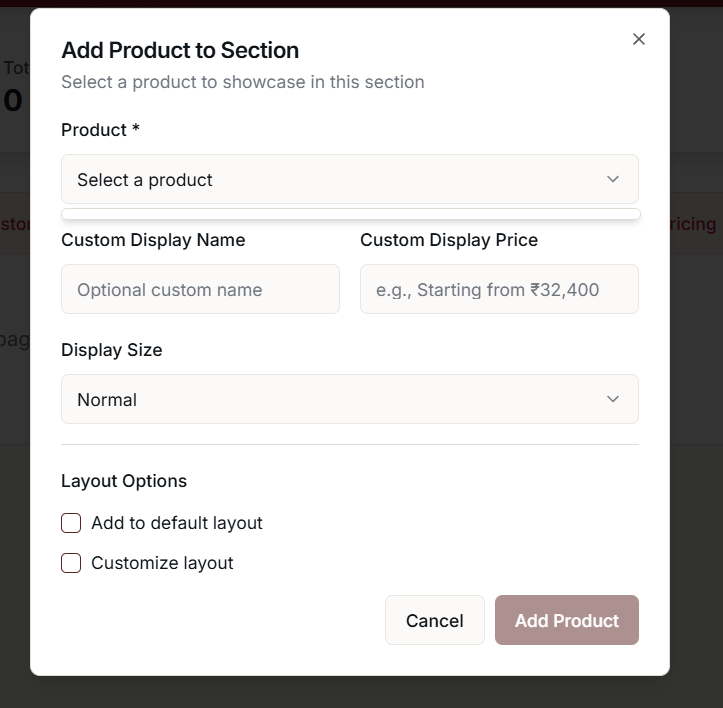 Add Product to Section
Select a product to showcase in this section
Tot
0
Product *
Select a product
stor
ricing
Custom Display Name
Custom Display Price
Optional custom name
e.g., Starting from ₹32,400
pag
Display Size
Normal
Layout Options
Add to default layout
Customize layout
Cancel
Add Product